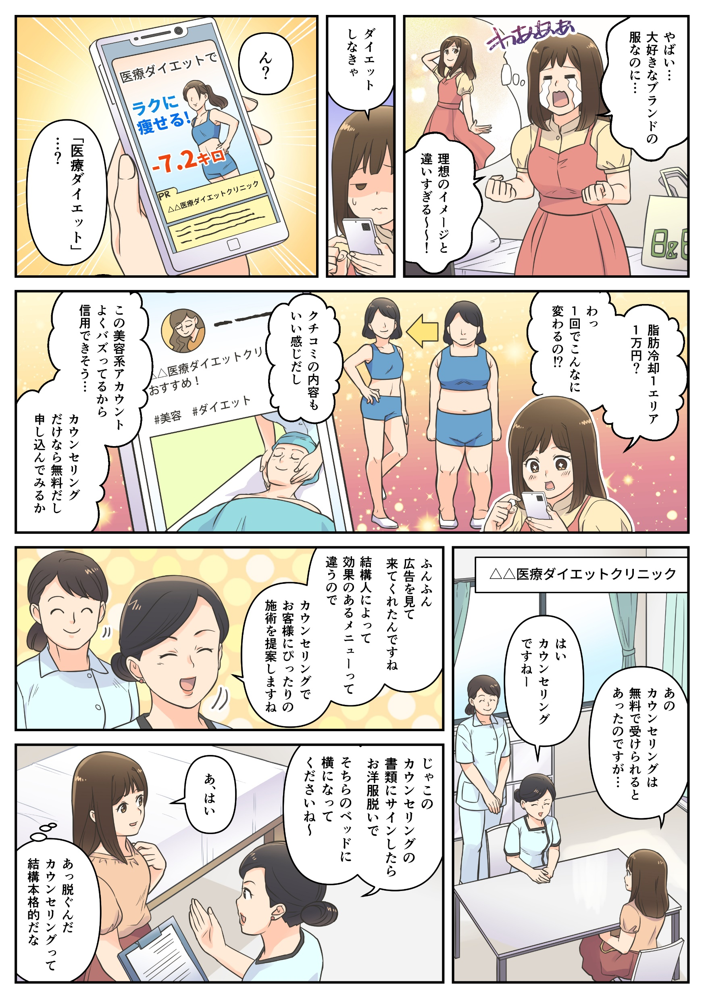 やばい…
大好きなブランドの
服なのに…
わあああ
理想のイメージと
違いすぎる～～！
B&B
ダイエット
しなきゃ
ん？
医療ダイエットで
ラクに
痩せる！
-7.2キロ
PR
△△医療ダイエットクリニック
「医療ダイエット」
…？
脂肪冷却１エリア
１万円？
わっ
１回でこんなに
変わるの⁉
クチコミの内容も
いい感じだし
△△医療ダイエットクリ
おすすめ！
#美容　#ダイエット
この美容系アカウント
よくバズってるから
信用できそう…
カウンセリング
だけなら無料だし
申し込んでみるか
△△医療ダイエットクリニック
あの
カウンセリングは
無料で受けられると
あったのですが…
はい
カウンセリング
ですねー
ふんふん
広告を見て
来てくれたんですね
結構人によって
効果のあるメニューって
違うので
カウンセリングで
お客様にぴったりの
施術を提案しますね
じゃこの
カウンセリングの
書類にサインしたら
お洋服脱いで
そちらのベッドに
横になって
くださいね～
あ、はい
あっ脱ぐんだ
カウンセリングって
結構本格的だな